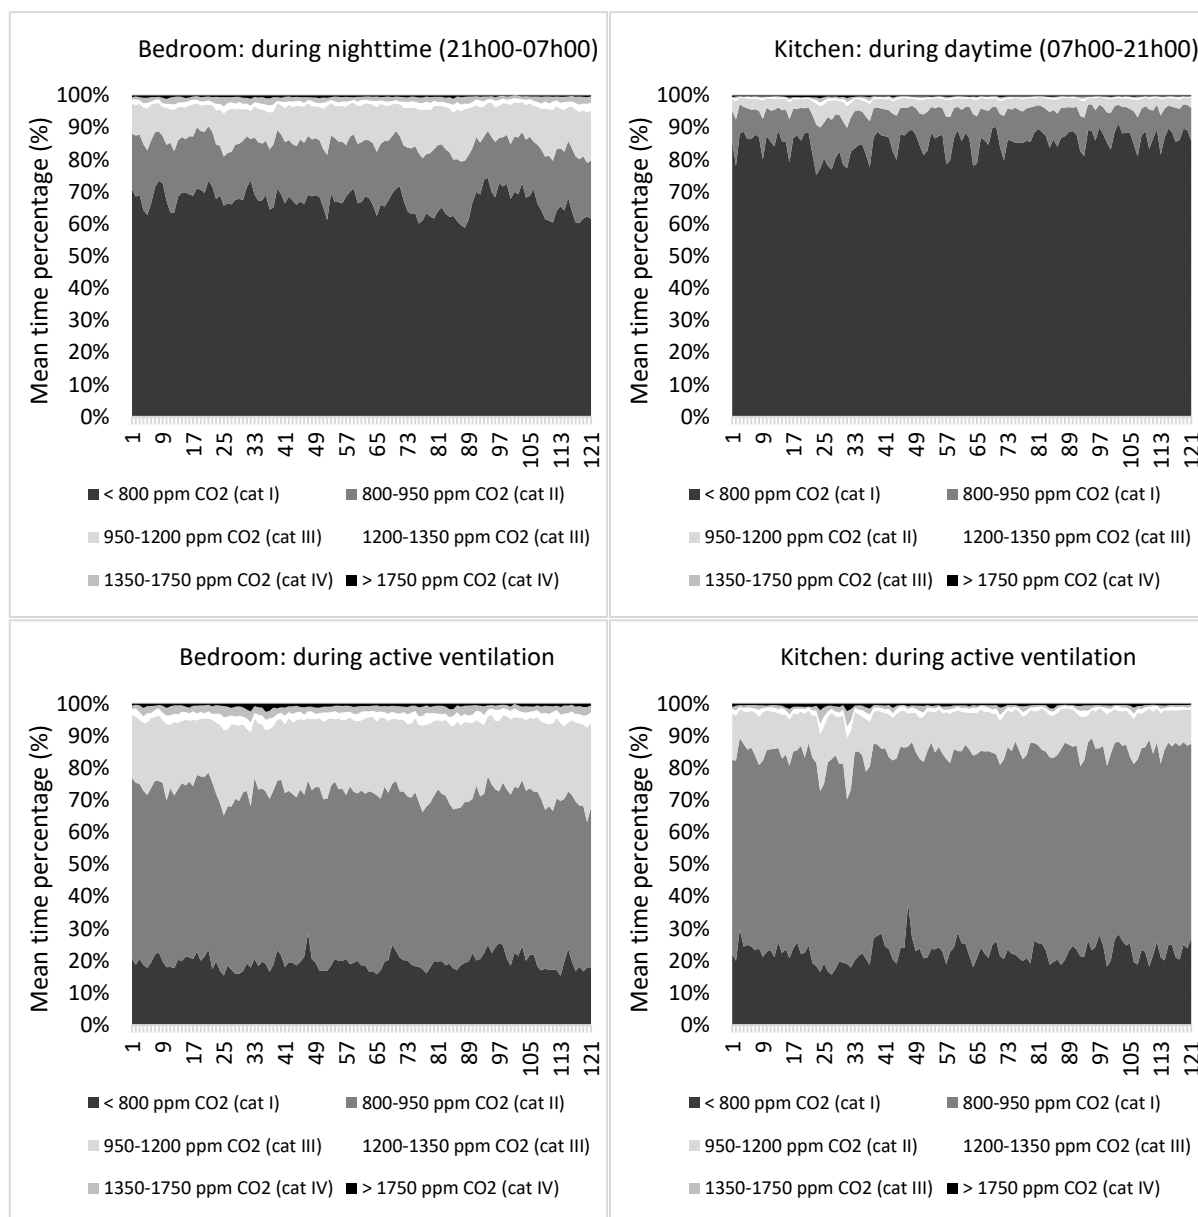 Bedroom: during nighttime (21h00-07h00)
Mean time percentage (%)
100%
90%
80%
70%
60%
50%
40%
30%
20%
10%
0%
1 9 17 25 33 41 49 57 65 73 81 89 97 105 113 121
< 800 ppm CO2 (cat I) 800-950 ppm CO2 (cat II)
950-1200 ppm CO2 (cat III) 1200-1350 ppm CO2 (cat III)
1350-1750 ppm CO2 (cat IV) > 1750 ppm CO2 (cat IV)
Kitchen: during daytime (07h00-21h00)
Mean time percentage (%)
100%
90%
80%
70%
60%
50%
40%
30%
20%
10%
0%
1 9 17 25 33 41 49 57 65 73 81 89 97 105 113 121
< 800 ppm CO2 (cat I) 800-950 ppm CO2 (cat I)
950-1200 ppm CO2 (cat II) 1200-1350 ppm CO2 (cat III)
1350-1750 ppm CO2 (cat III) > 1750 ppm CO2 (cat IV)
Bedroom: during active ventilation
Mean time percentage (%)
100%
90%
80%
70%
60%
50%
40%
30%
20%
10%
0%
1 9 17 25 33 41 49 57 65 73 81 89 97 105 113 121
< 800 ppm CO2 (cat I) 800-950 ppm CO2 (cat II)
950-1200 ppm CO2 (cat III) 1200-1350 ppm CO2 (cat III)
1350-1750 ppm CO2 (cat IV) > 1750 ppm CO2 (cat IV)
Kitchen: during active ventilation
Mean time percentage (%)
100%
90%
80%
70%
60%
50%
40%
30%
20%
10%
0%
1 9 17 25 33 41 49 57 65 73 81 89 97 105 113 121
< 800 ppm CO2 (cat I) 800-950 ppm CO2 (cat I)
950-1200 ppm CO2 (cat II) 1200-1350 ppm CO2 (cat III)
1350-1750 ppm CO2 (cat III) > 1750 ppm CO2 (cat IV)